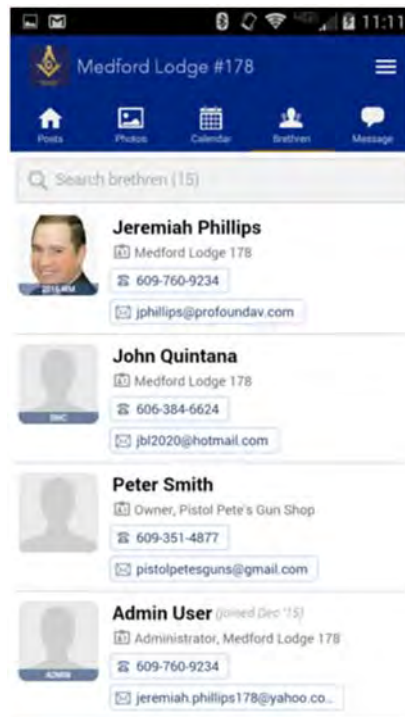 11:11
Medford Lodge #178
Posts Photos Calendar Brethren Message
Search brethren (15)
Jeremiah Phillips
Medford Lodge 178
609-760-9234
jphillips@profoundav.com
John Quintana
Medford Lodge 178
606-384-6624
jbl2020@hotmail.com
Peter Smith
Owner, Pistol Pete's Gun Shop
609-351-4877
pistolpetesguns@gmail.com
Admin User (joined Dec '15)
Administrator, Medford Lodge 178
ADMIN
609-760-9234
jeremiah.phillips178@yahoo.co...